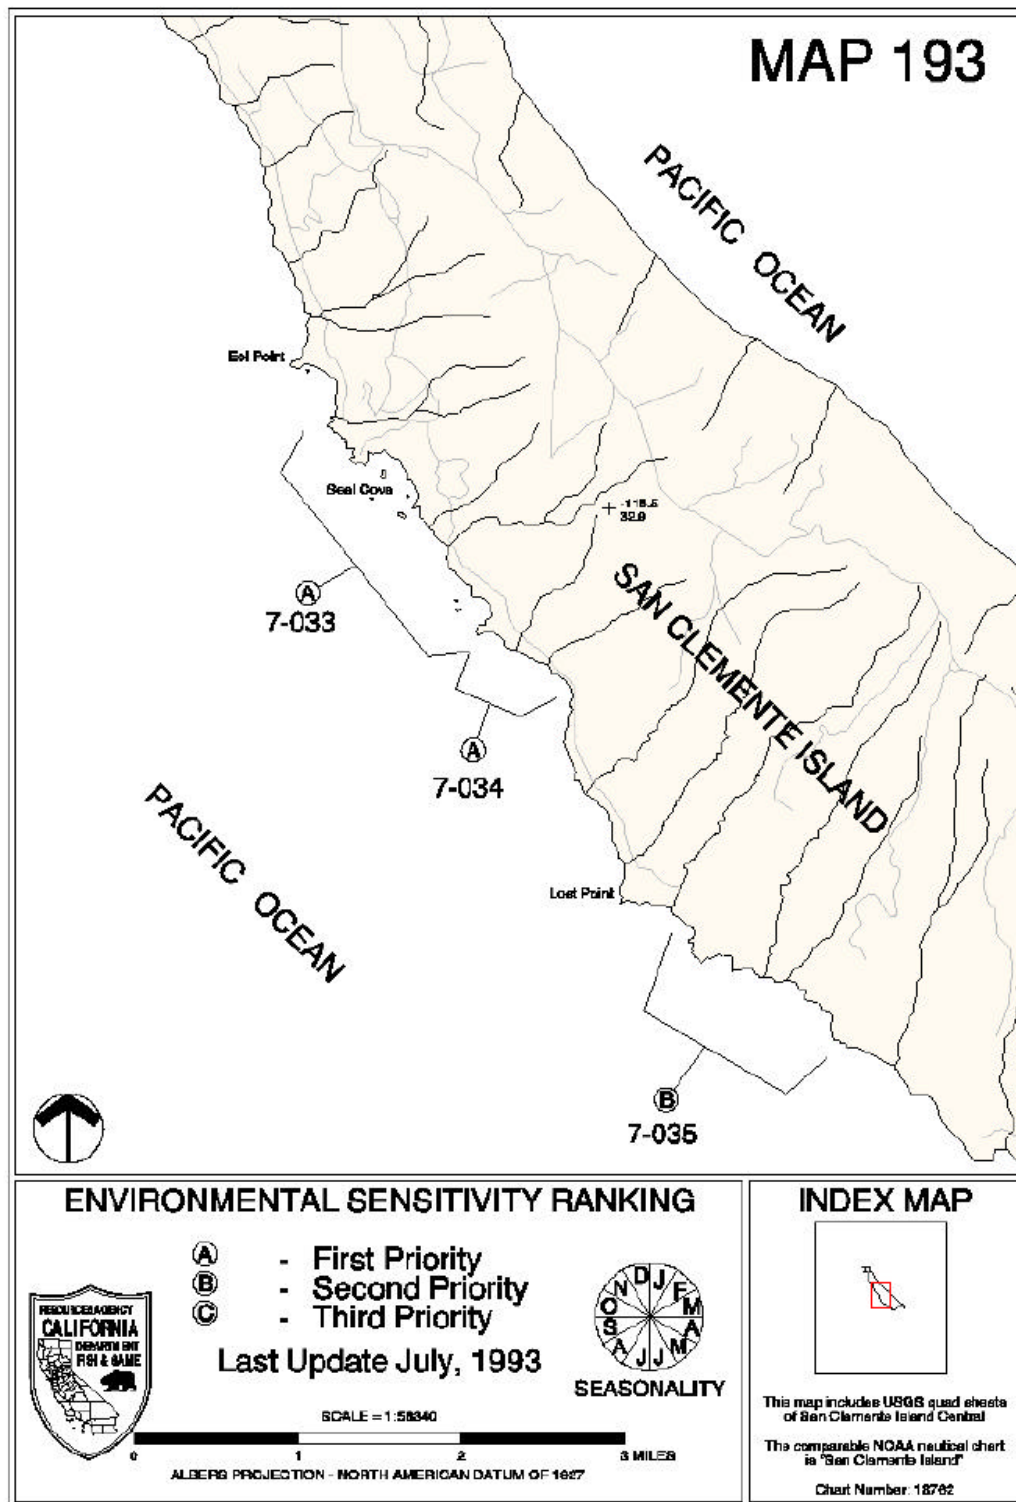 MAP 193
PACIFIC OCEAN
Eel Point
Seal Cove
-118.5
32.9
SAN CLEMENTE ISLAND
A
7-033
A
7-034
PACIFIC OCEAN
Lost Point
B
7-035
ENVIRONMENTAL SENSITIVITY RANKING
A - First Priority
B - Second Priority
C - Third Priority
Last Update July, 1993
RESOURCES AGENCY
CALIFORNIA
DEPARTMENT
FISH & GAME
J F M A M J J A S O N D
SEASONALITY
0 1 2 3 MILES
ALBERS PROJECTION - NORTH AMERICAN DATUM OF 1927
INDEX MAP
This map includes USGS quad sheets
of San Clemente Island Central
The comparable NOAA nautical chart
is "San Clemente Island"
Chart Number: 18762